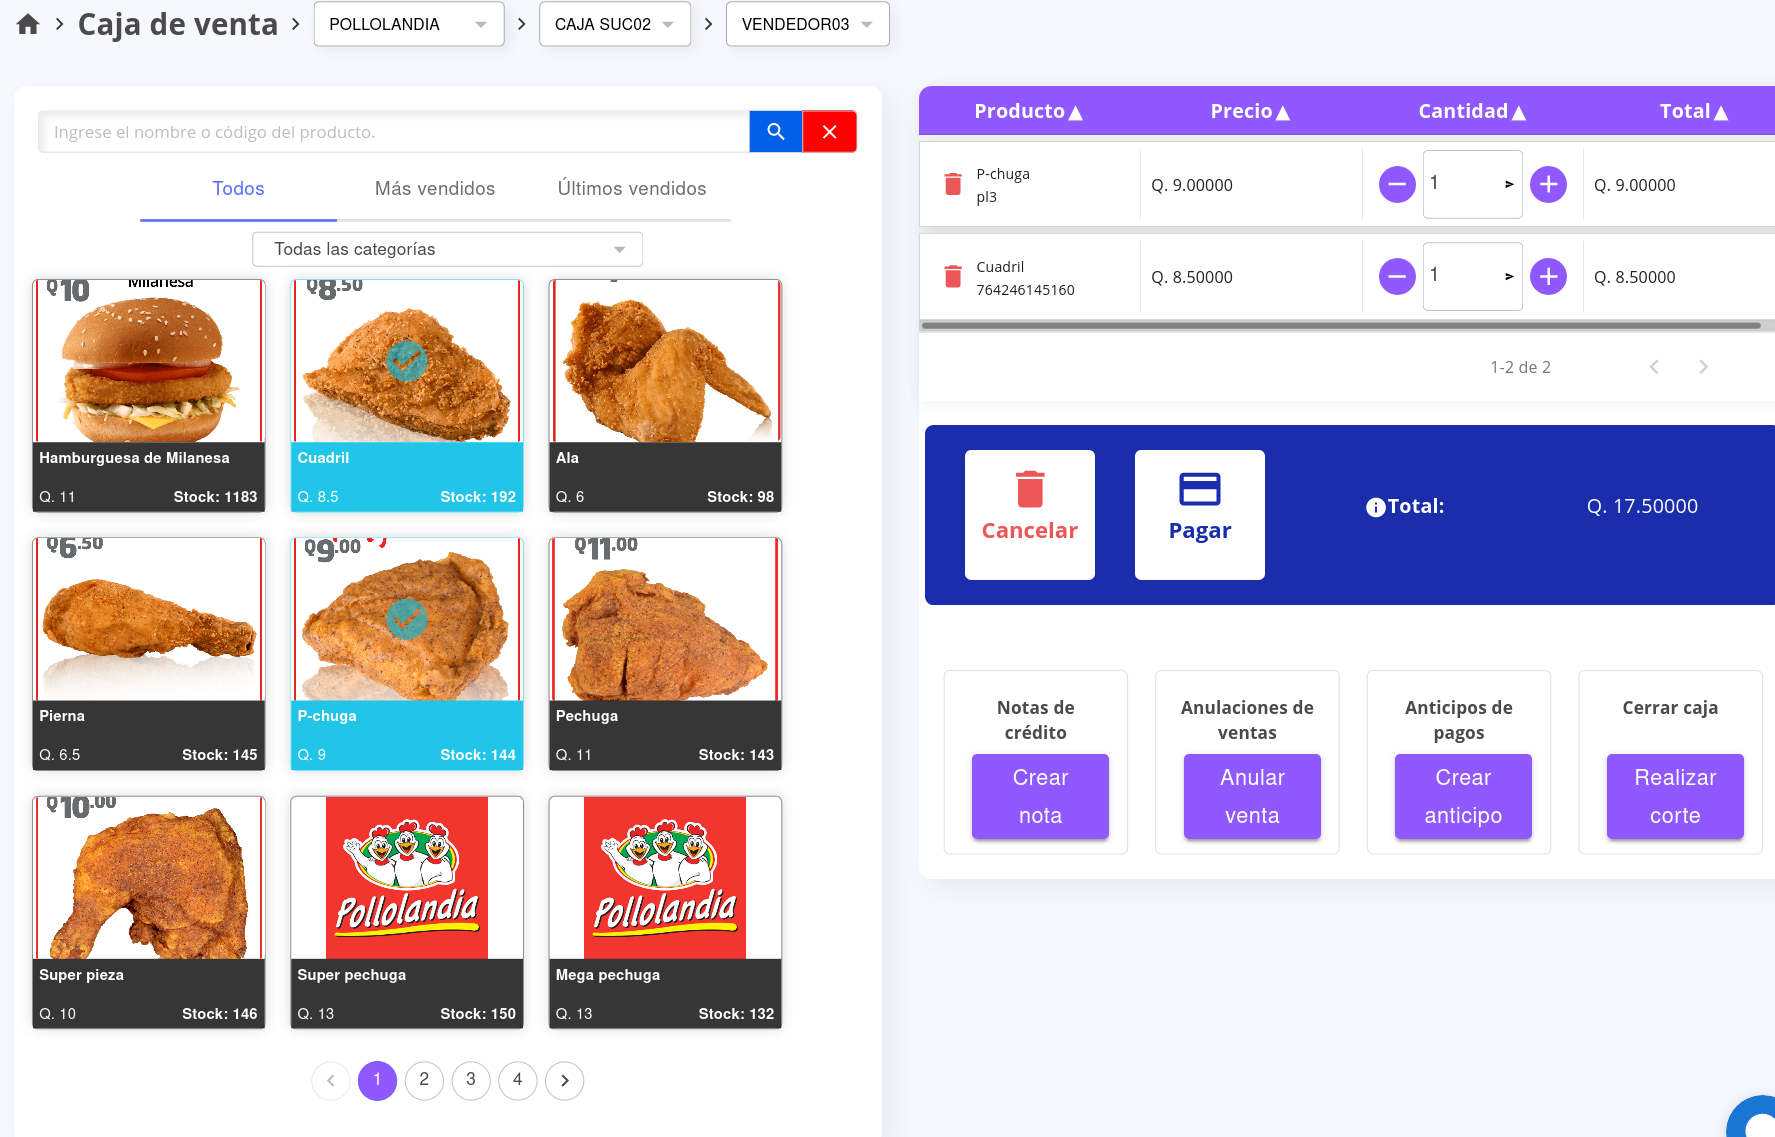 Caja de venta
POLLOLANDIA
CAJA SUC02
VENDEDOR03
Ingrese el nombre o código del producto.
Todos
Más vendidos
Últimos vendidos
Todas las categorías
Q10
Milanesa
Hamburguesa de Milanesa
Q. 11
Stock: 1183
Q8.50
Cuadril
Q. 8.5
Stock: 192
Ala
Q. 6
Stock: 98
Q6.50
Pierna
Q. 6.5
Stock: 145
Q9.00
P-chuga
Q. 9
Stock: 144
Q11.00
Pechuga
Q. 11
Stock: 143
Q10.00
Super pieza
Q. 10
Stock: 146
Pollolandia
Super pechuga
Q. 13
Stock: 150
Pollolandia
Mega pechuga
Q. 13
Stock: 132
1
2
3
4
Producto
Precio
Cantidad
Total
P-chuga
pl3
Q. 9.00000
1
Q. 9.00000
Cuadril
764246145160
Q. 8.50000
1
Q. 8.50000
1-2 de 2
Cancelar
Pagar
Total:
Q. 17.50000
Notas de
crédito
Crear
nota
Anulaciones de
ventas
Anular
venta
Anticipos de
pagos
Crear
anticipo
Cerrar caja
Realizar
corte